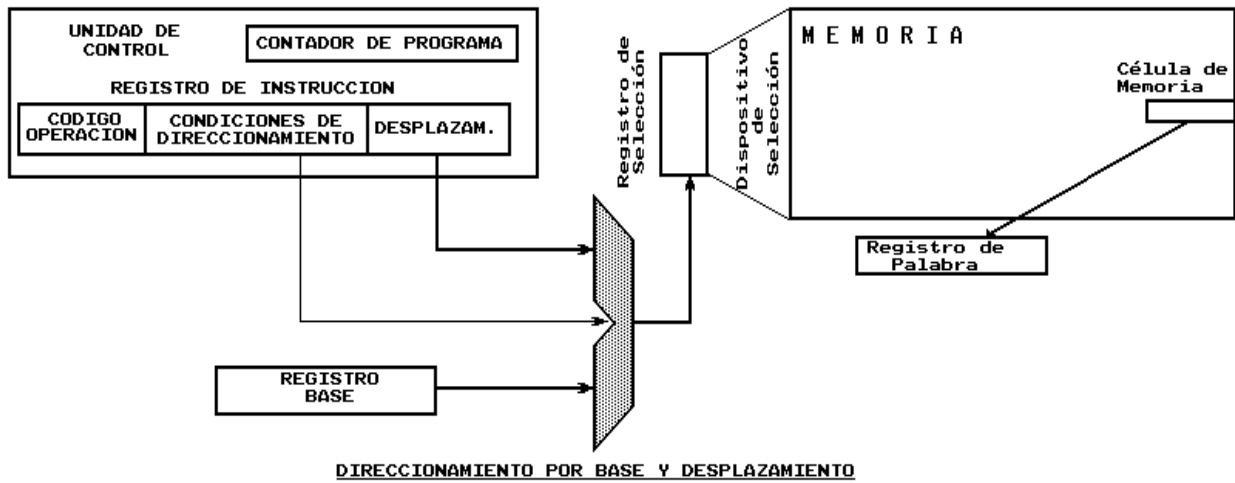 UNIDAD DE
CONTROL
CONTADOR DE PROGRAMA
REGISTRO DE INSTRUCCION
CODIGO
OPERACION
CONDICIONES DE
DIRECCIONAMIENTO
DESPLAZAM.
Registro de
Selección
Dispositivo
de
Selección
MEMORIA
Célula de
Memoria
Registro de
Palabra
REGISTRO
BASE
DIRECCIONAMIENTO POR BASE Y DESPLAZAMIENTO